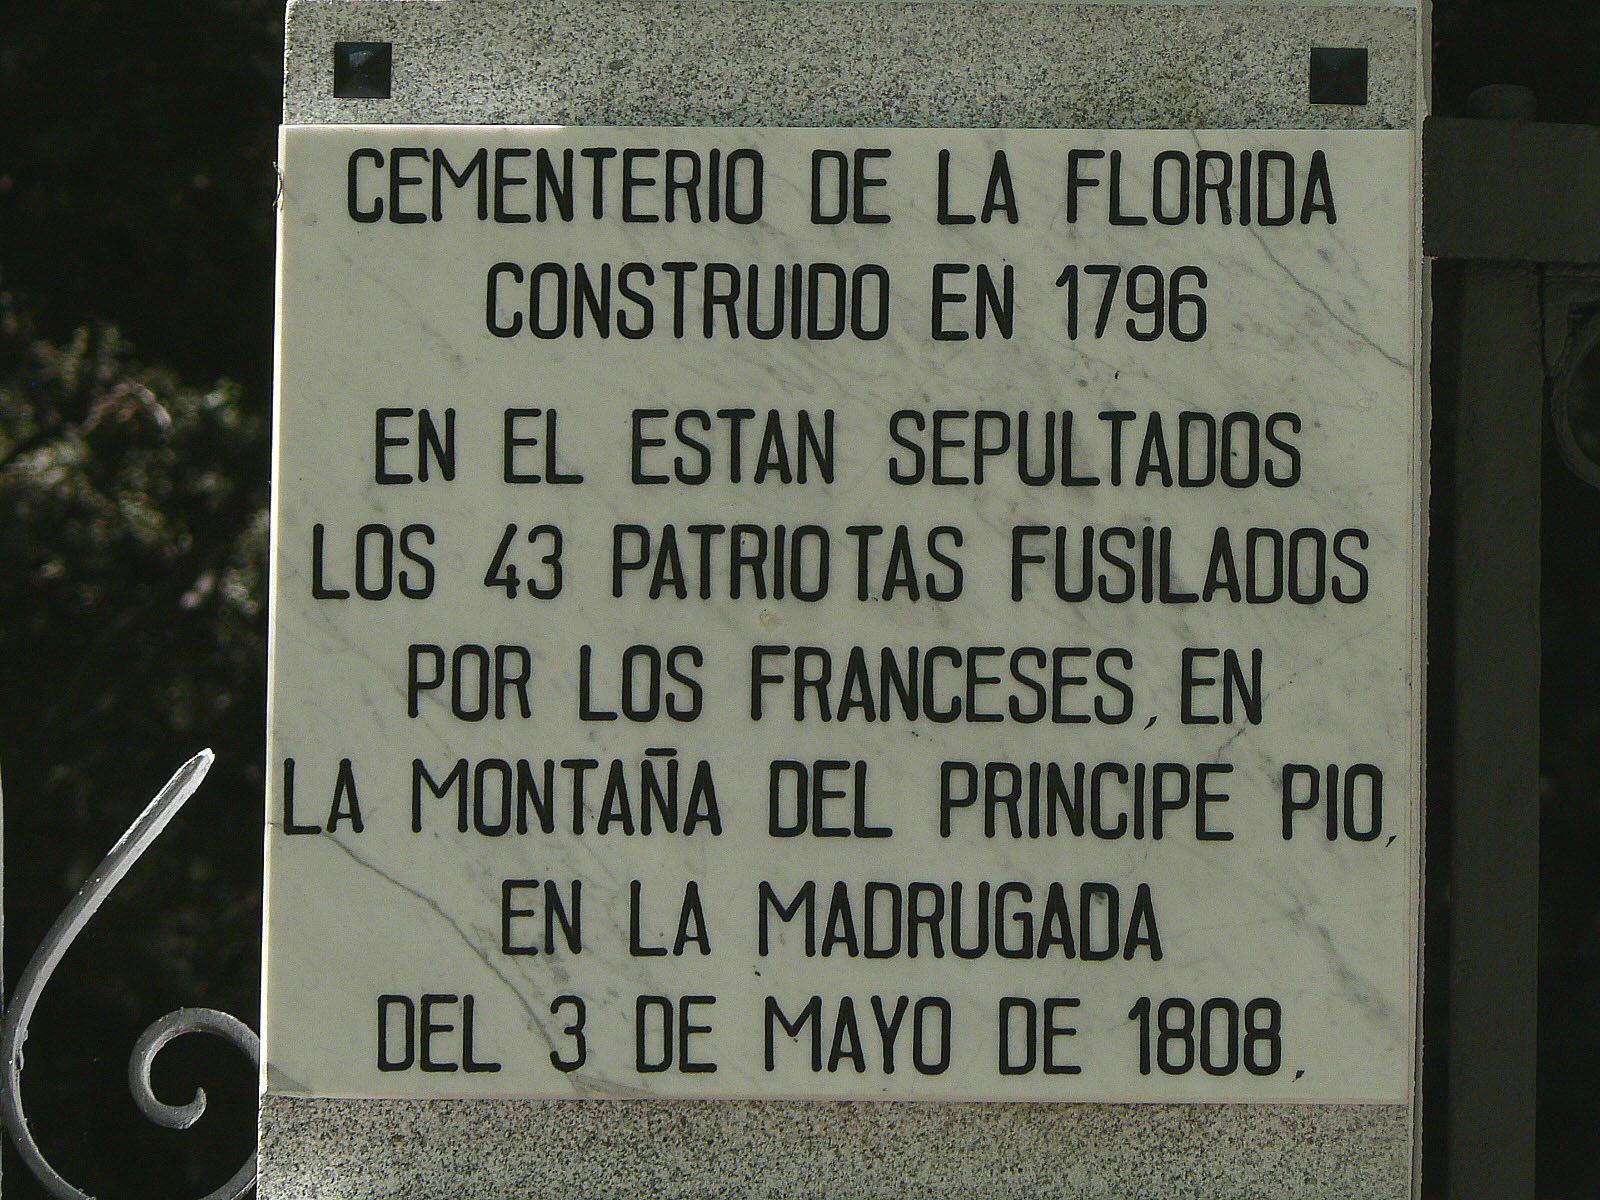 CEMENTERIO DE LA FLORIDA
CONSTRUIDO EN 1796
EN EL ESTAN SEPULTADOS
LOS 43 PATRIOTAS FUSILADOS
POR LOS FRANCESES, EN
LA MONTAÑA DEL PRINCIPE PIO,
EN LA MADRUGADA
DEL 3 DE MAYO DE 1808,